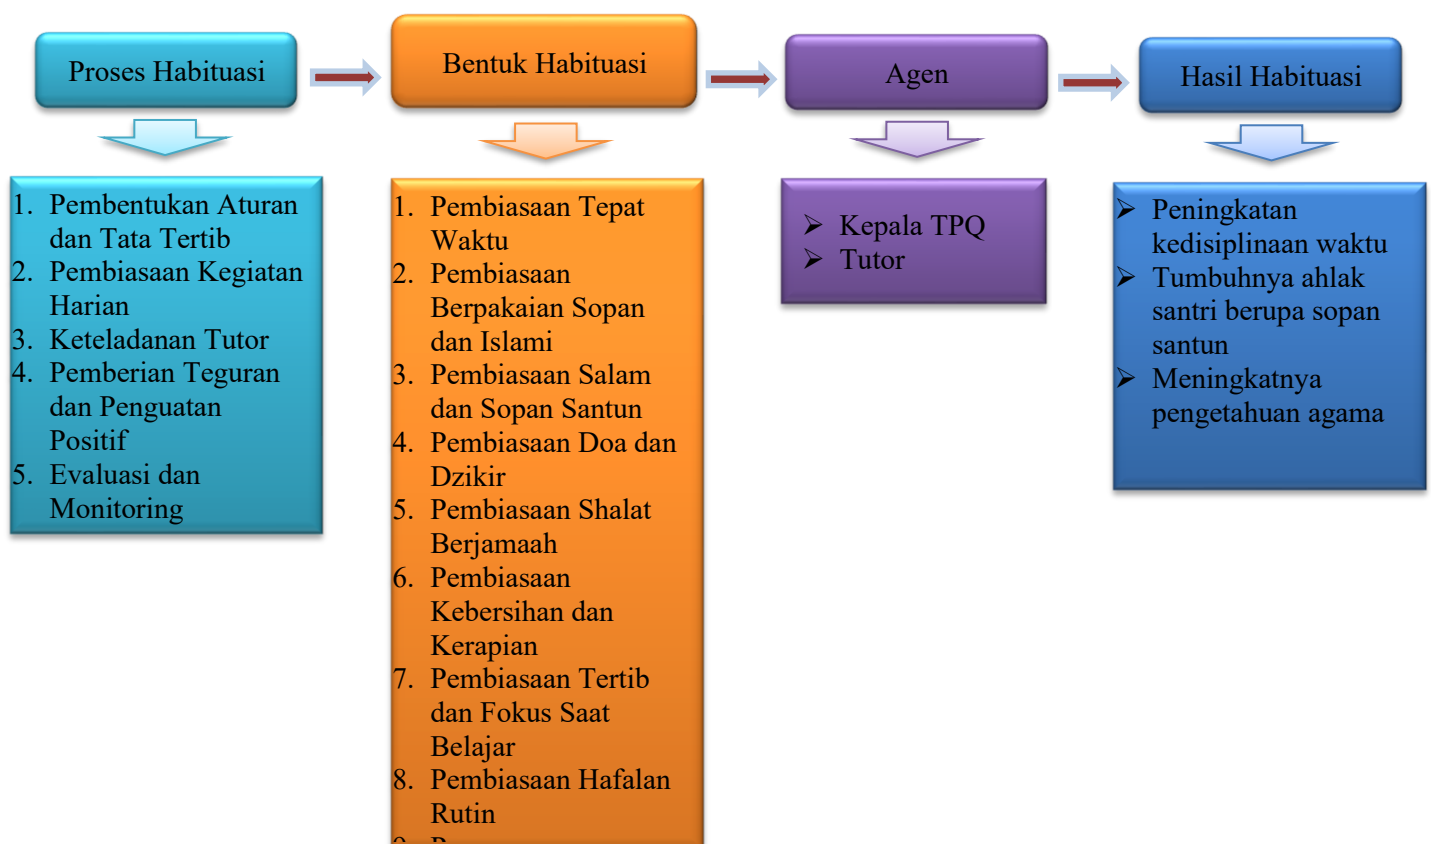 Proses Habituasi
Bentuk Habituasi
Agen
Hasil Habituasi
1. Pembentukan Aturan
dan Tata Tertib
2. Pembiasaan Kegiatan
Harian
3. Keteladanan Tutor
4. Pemberian Teguran
dan Penguatan
Positif
5. Evaluasi dan
Monitoring
1. Pembiasaan Tepat
Waktu
2. Pembiasaan
Berpakaian Sopan
dan Islami
3. Pembiasaan Salam
dan Sopan Santun
4. Pembiasaan Doa dan
Dzikir
5. Pembiasaan Shalat
Berjamaah
6. Pembiasaan
Kebersihan dan
Kerapian
7. Pembiasaan Tertib
dan Fokus Saat
Belajar
8. Pembiasaan Hafalan
Rutin
➢ Kepala TPQ
➢ Tutor
➢ Peningkatan
kedisiplinaan waktu
➢ Tumbuhnya ahlak
santri berupa sopan
santun
➢ Meningkatnya
pengetahuan agama